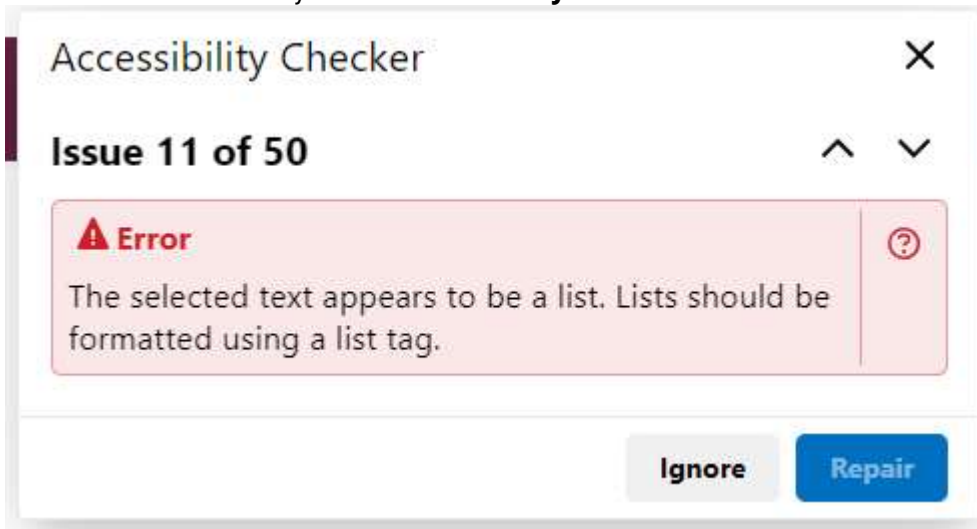 Accessibility Checker
Issue 11 of 50
Error
The selected text appears to be a list. Lists should be
formatted using a list tag.
Ignore
Repair